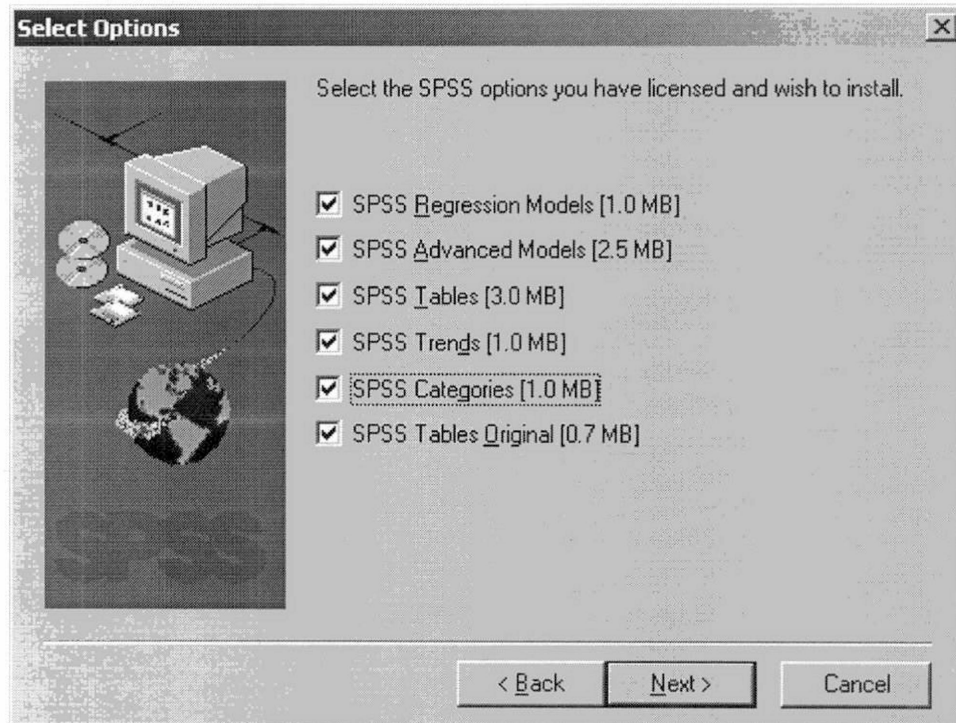 Select Options
Select the SPSS options you have licensed and wish to install.
SPSS Regression Models [1.0 MB]
SPSS Advanced Models [2.5 MB]
SPSS Tables [3.0 MB]
SPSS Trends [1.0 MB]
SPSS Categories [1.0 MB]
SPSS Tables Original [0.7 MB]
SPSS
< Back
Next >
Cancel